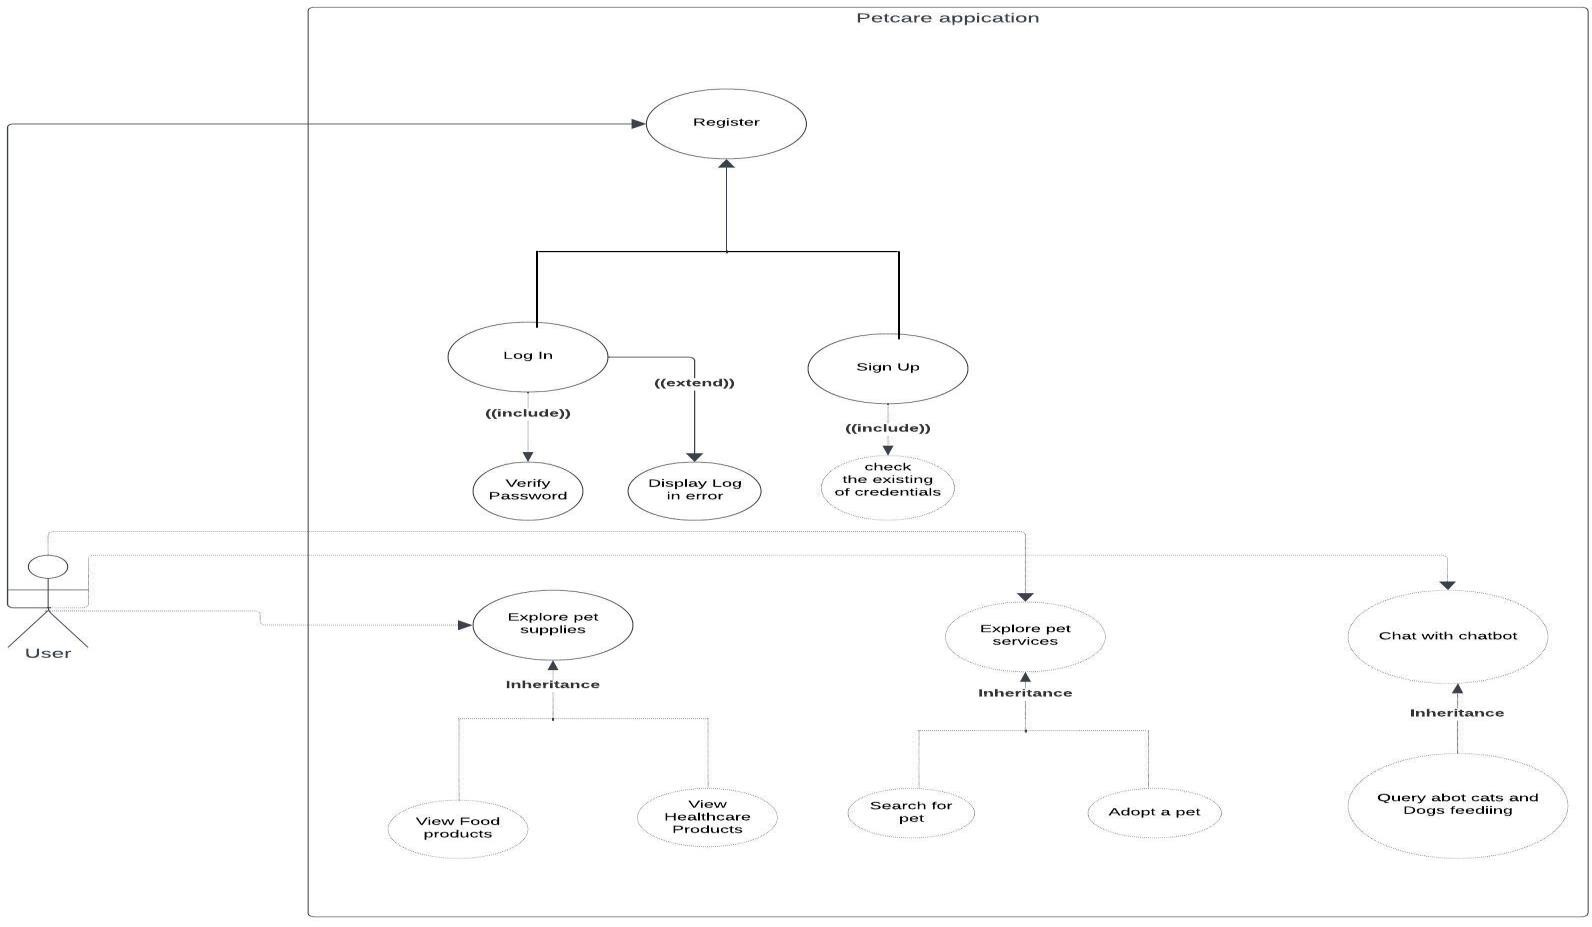 Petcare appication
Register
Log In
Sign Up
((extend))
((include))
((include))
Verify
Password
Display Log
in error
check
the existing
of credentials
User
Explore pet
supplies
Explore pet
services
Chat with chatbot
Inheritance
Inheritance
Inheritance
View Food
products
View
Healthcare
Products
Search for
pet
Adopt a pet
Query abot cats and
Dogs feediing